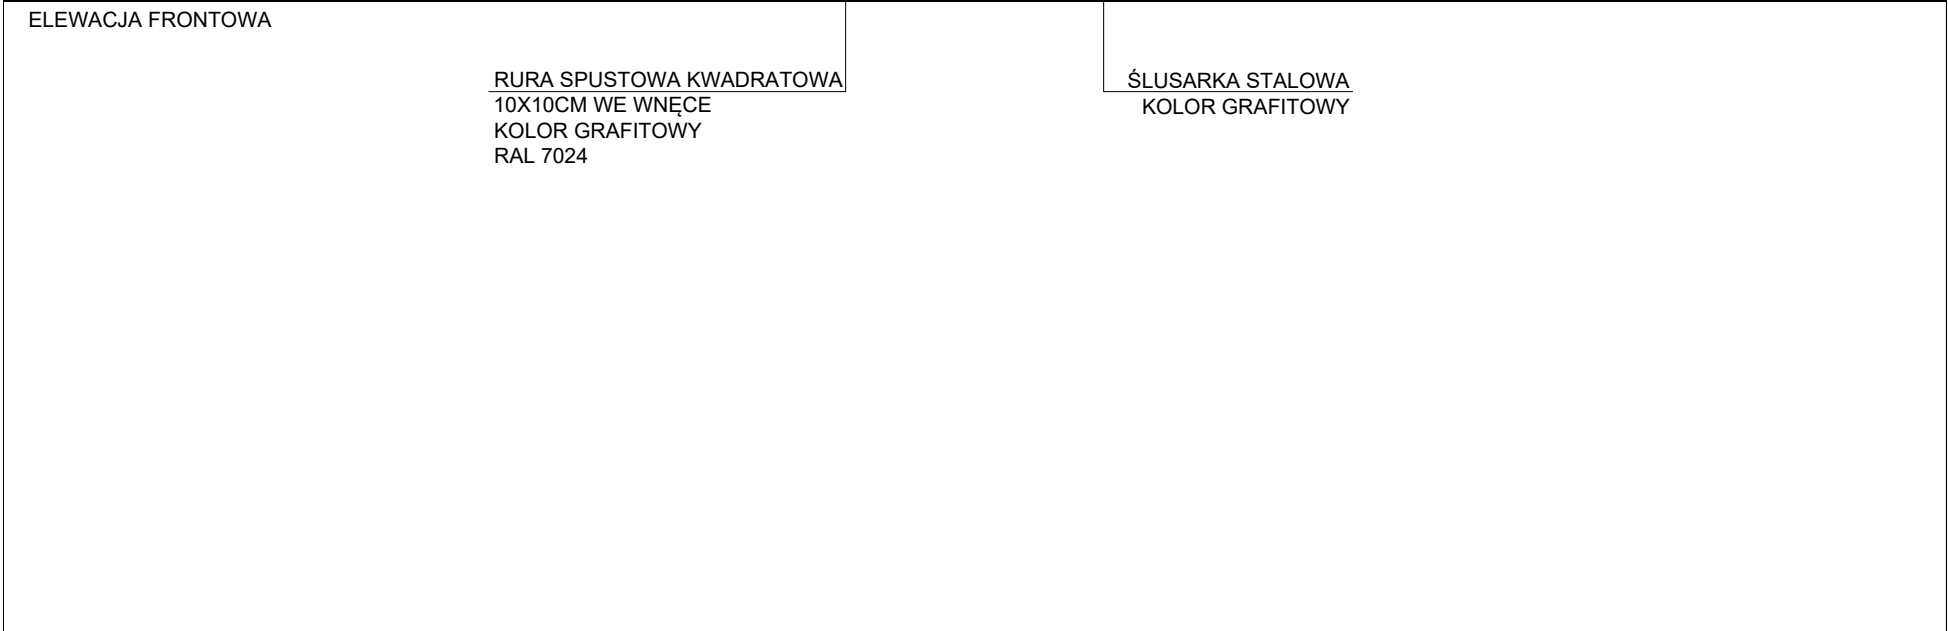 ELEWACJA FRONTOWA
RURA SPUSTOWA KWADRATOWA
10X10CM WE WNĘCE
KOLOR GRAFITOWY
RAL 7024
ŚLUSARKA STALOWA
KOLOR GRAFITOWY